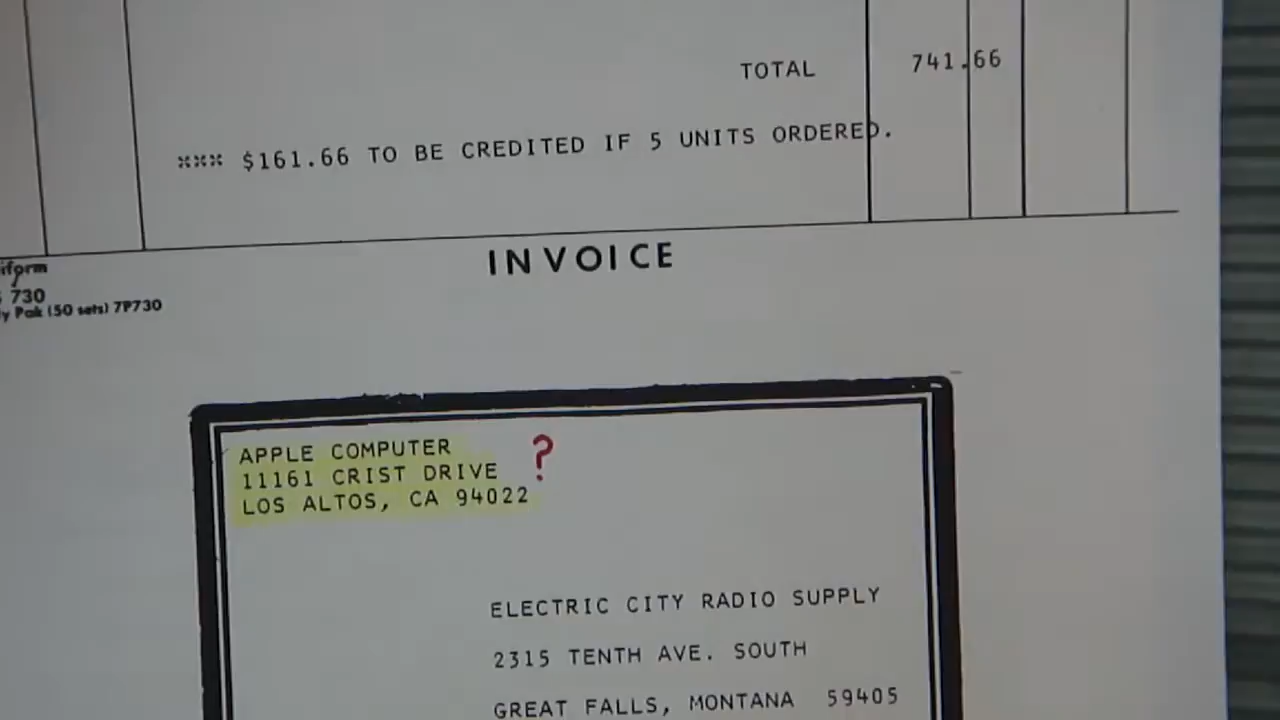 TOTAL 741.66
*** $161.66 TO BE CREDITED IF 5 UNITS ORDERED.
INVOICE
730
Pak (50 sets) 7P730
APPLE COMPUTER ?
11161 CRIST DRIVE
LOS ALTOS, CA 94022
ELECTRIC CITY RADIO SUPPLY
2315 TENTH AVE. SOUTH
GREAT FALLS, MONTANA 59405